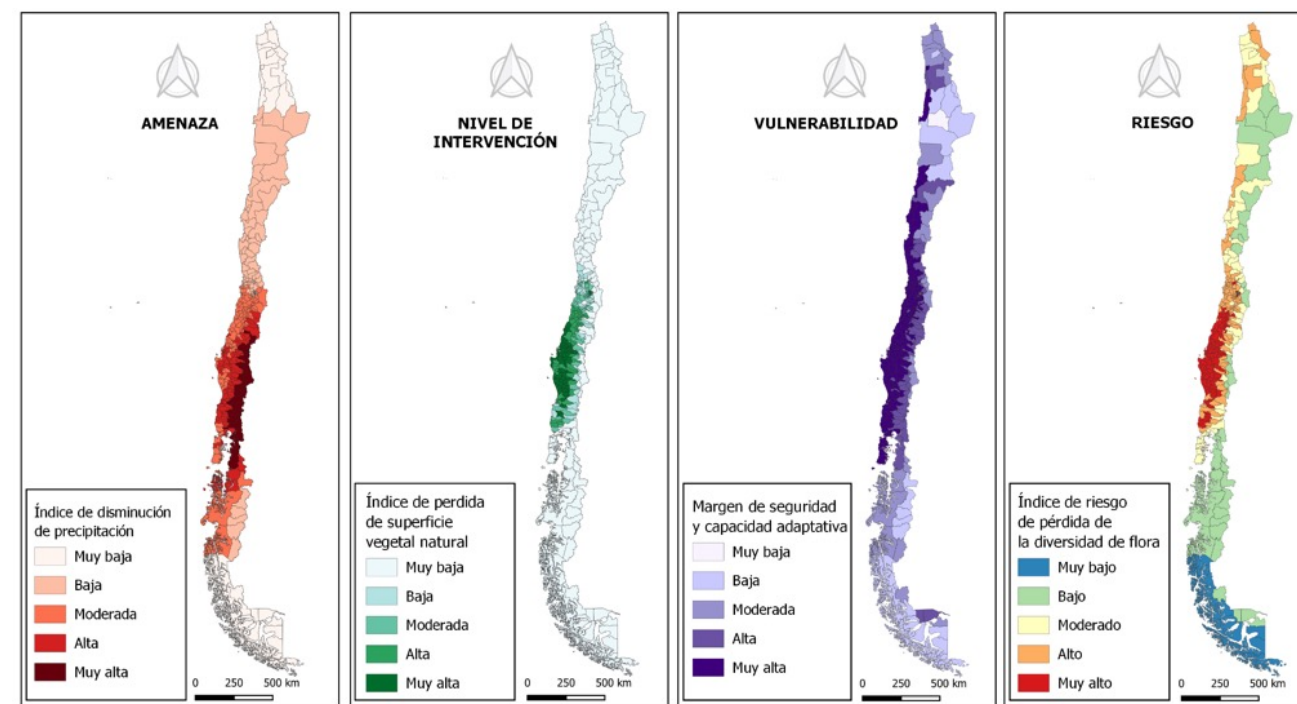 AMENAZA
Índice de disminución
de precipitación
Muy baja
Baja
Moderada
Alta
Muy alta
0 250 500 km
NIVEL DE
INTERVENCIÓN
Índice de perdida
de superficie
vegetal natural
Muy baja
Baja
Moderada
Alta
Muy alta
0 250 500 km
VULNERABILIDAD
Margen de seguridad
y capacidad adaptativa
Muy baja
Baja
Moderada
Alta
Muy alta
0 250 500 km
RIESGO
Índice de riesgo
de pérdida de
la diversidad de flora
Muy bajo
Bajo
Moderado
Alto
Muy alto
0 250 500 km